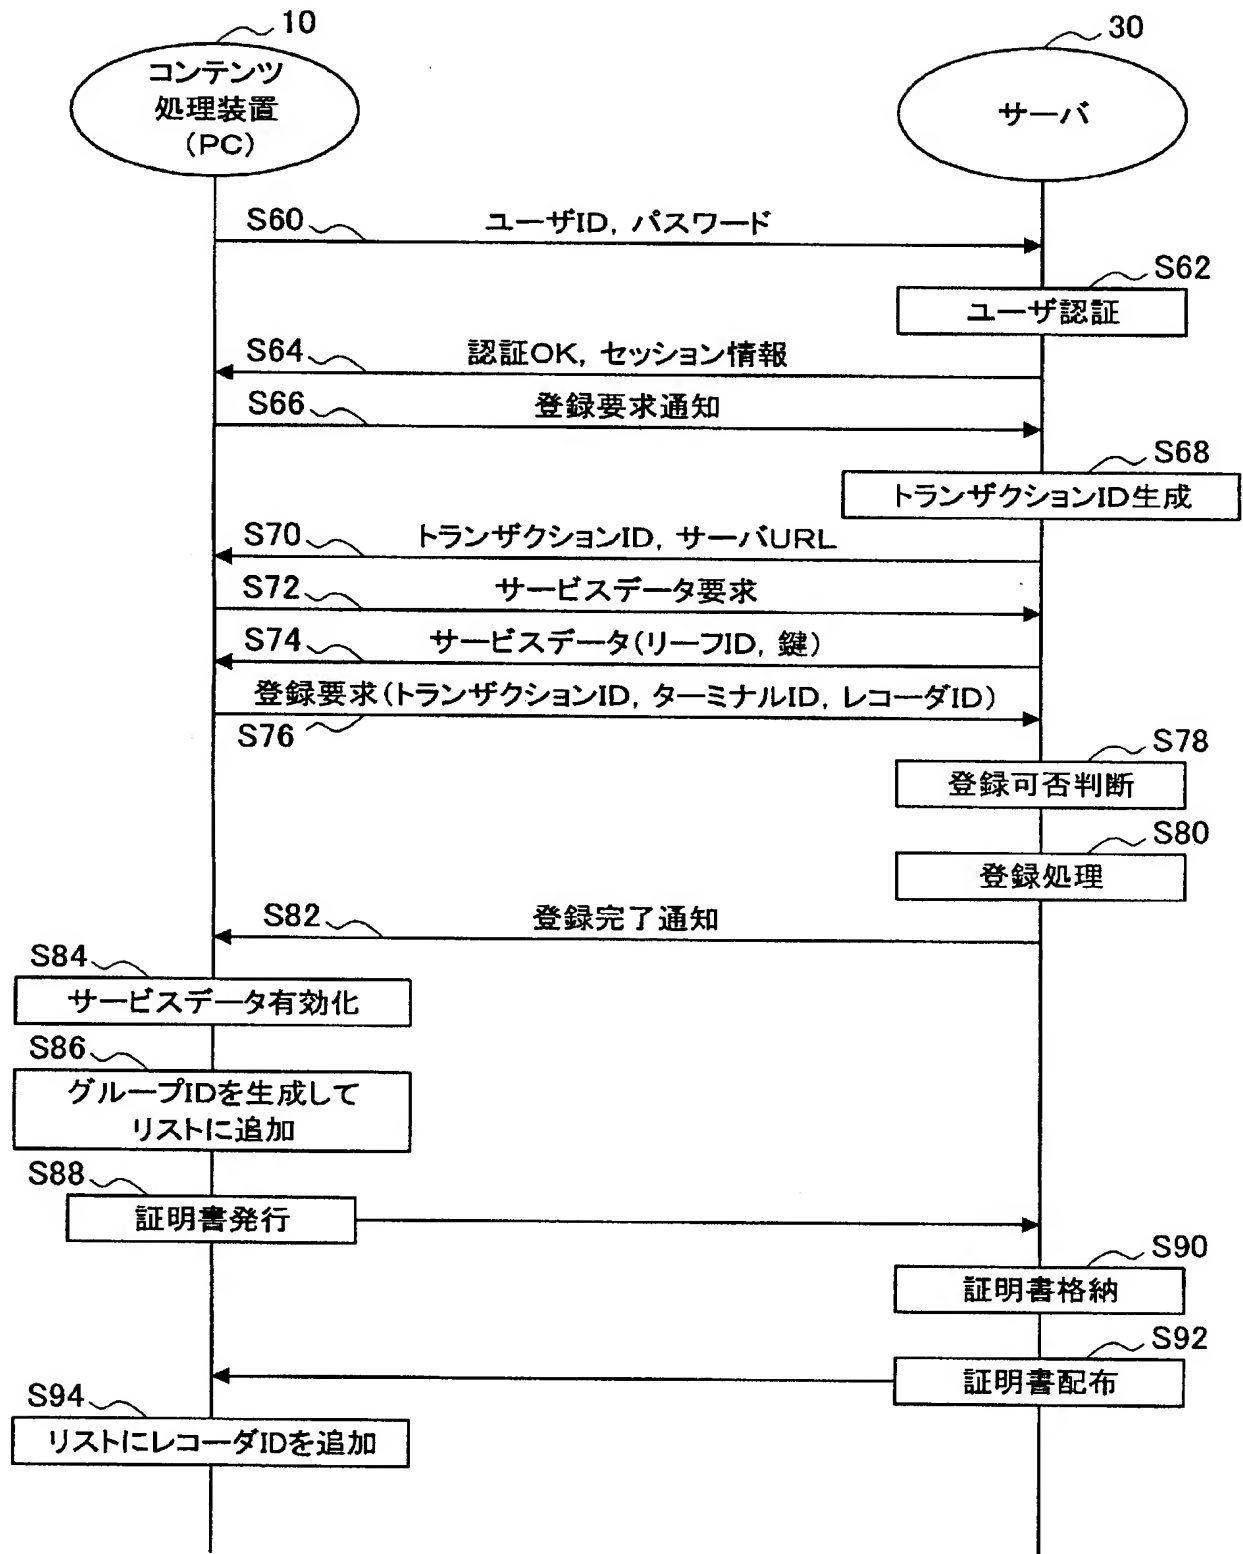 10
コンテンツ
処理装置
(PC)
30
サーバ
S60
ユーザID, パスワード
S62
ユーザ認証
S64
認証OK, セッション情報
S66
登録要求通知
S68
トランザクションID生成
S70
トランザクションID, サーバURL
S72
サービスデータ要求
S74
サービスデータ(リーフID, 鍵)
登録要求(トランザクションID, ターミナルID, レコーダID)
S76
S78
登録可否判断
S80
登録処理
S82
登録完了通知
S84
サービスデータ有効化
S86
グループIDを生成して
リストに追加
S88
証明書発行
S90
証明書格納
S92
証明書配布
S94
リストにレコーダIDを追加